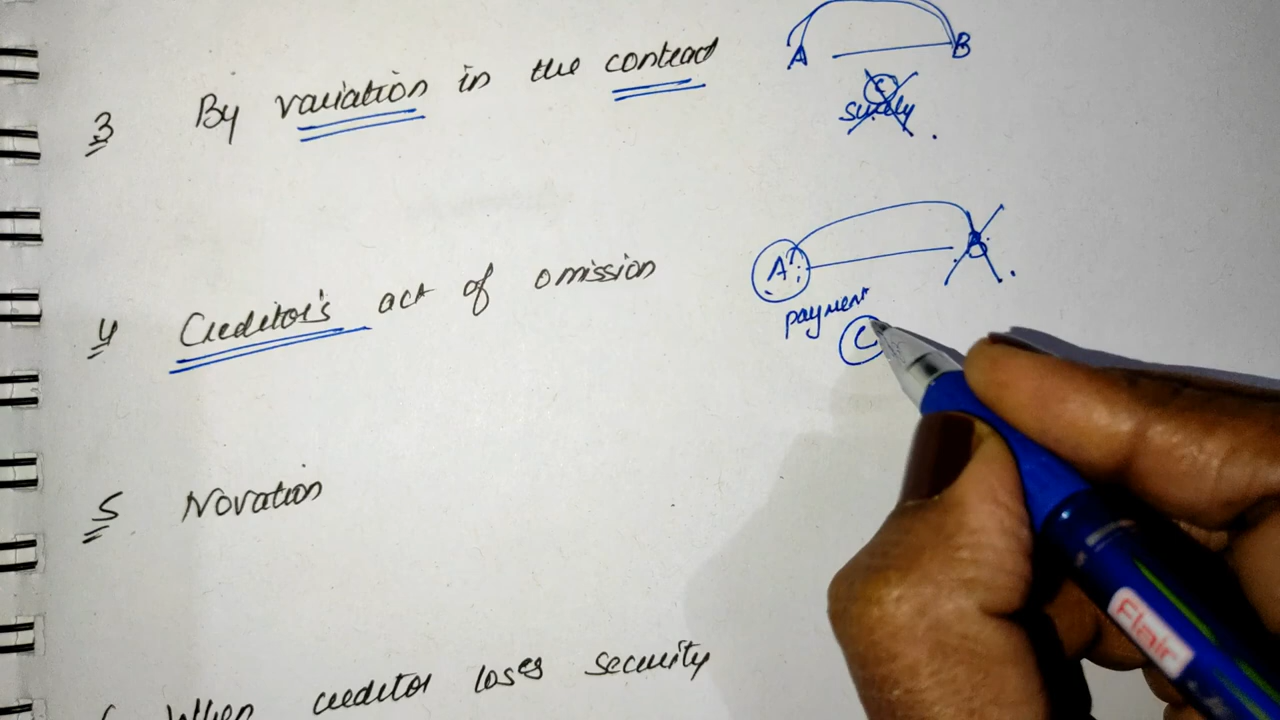 3 By variation in the contract
A B
C
surety
4 Creditor's act of omission
A B
payment
C
5 Novation
When creditor loses security
Flair